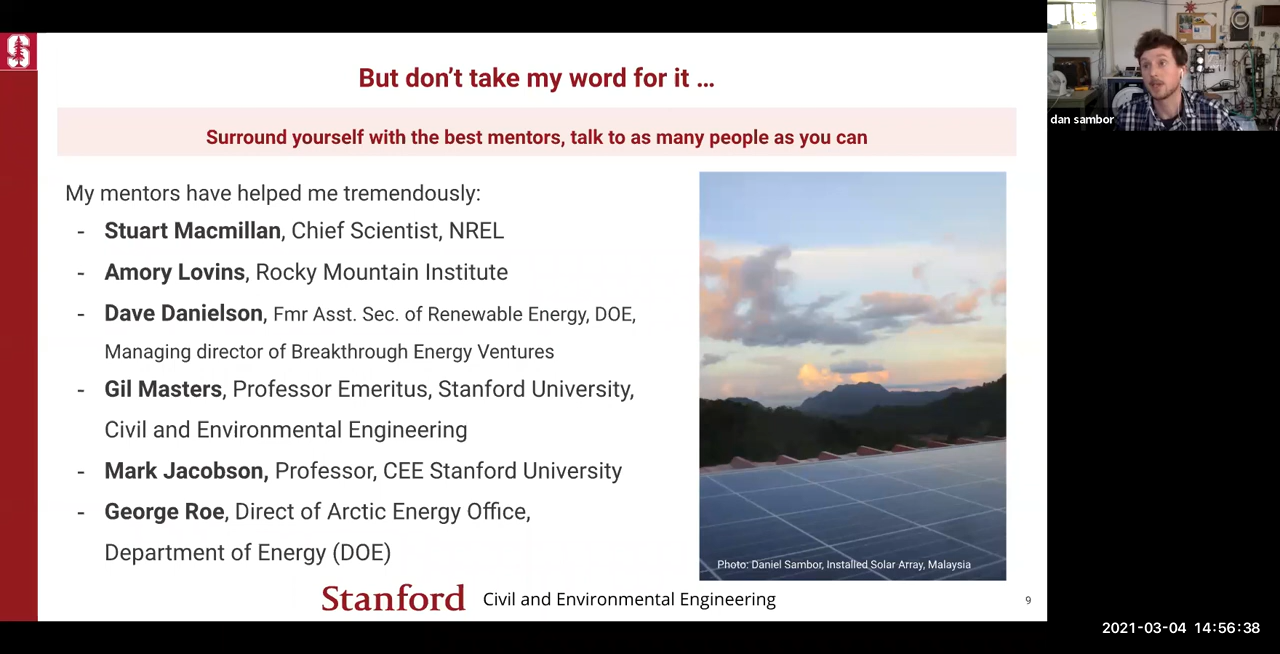 But don't take my word for it ...
Surround yourself with the best mentors, talk to as many people as you can
My mentors have helped me tremendously:
- Stuart Macmillan, Chief Scientist, NREL
- Amory Lovins, Rocky Mountain Institute
- Dave Danielson, Fmr Asst. Sec. of Renewable Energy, DOE,
Managing director of Breakthrough Energy Ventures
- Gil Masters, Professor Emeritus, Stanford University,
Civil and Environmental Engineering
- Mark Jacobson, Professor, CEE Stanford University
- George Roe, Direct of Arctic Energy Office,
Department of Energy (DOE)
Photo: Daniel Sambor, Installed Solar Array, Malaysia
Stanford Civil and Environmental Engineering
9
dan sambor
2021-03-04 14:56:38